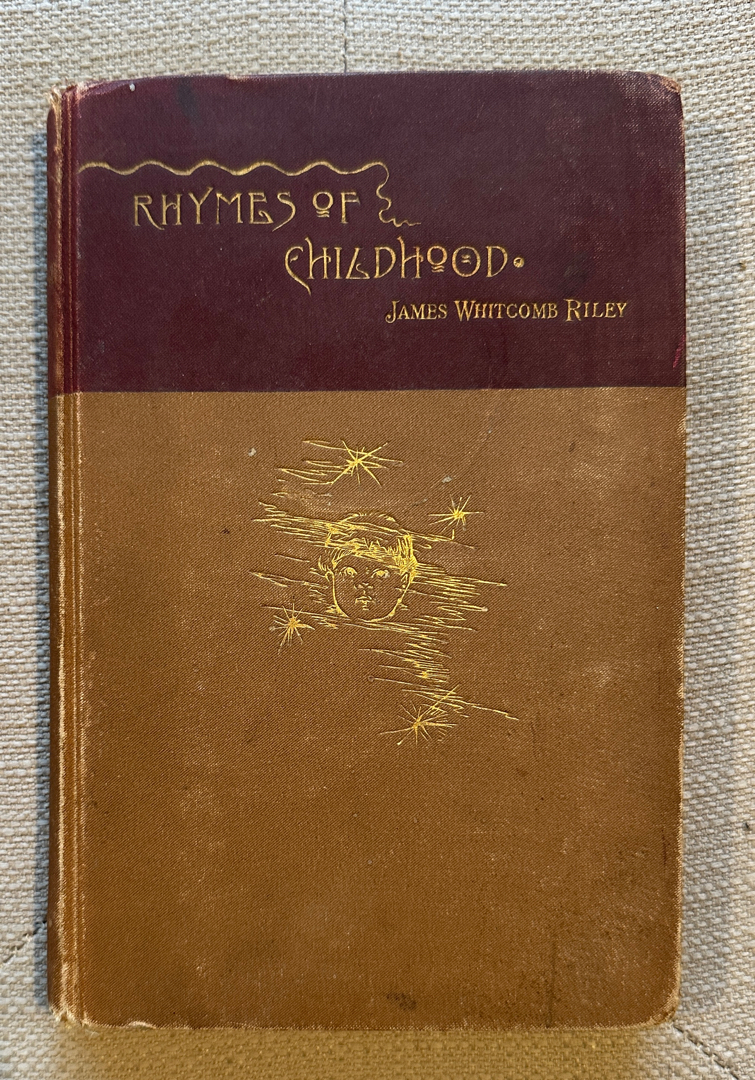 RHYMES OF
CHILDHOOD.
JAMES WHITCOMB RILEY